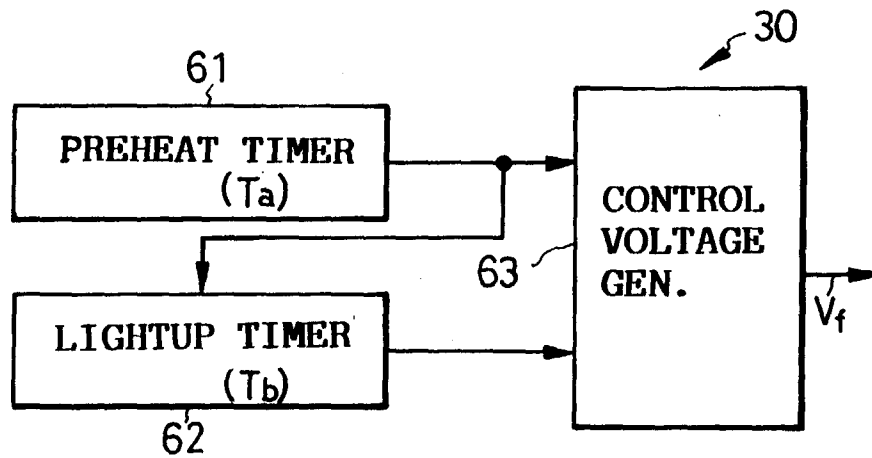 30
61
PREHEAT TIMER
(Ta)
CONTROL
VOLTAGE
GEN.
63
Vf
LIGHTUP TIMER
(Tb)
62